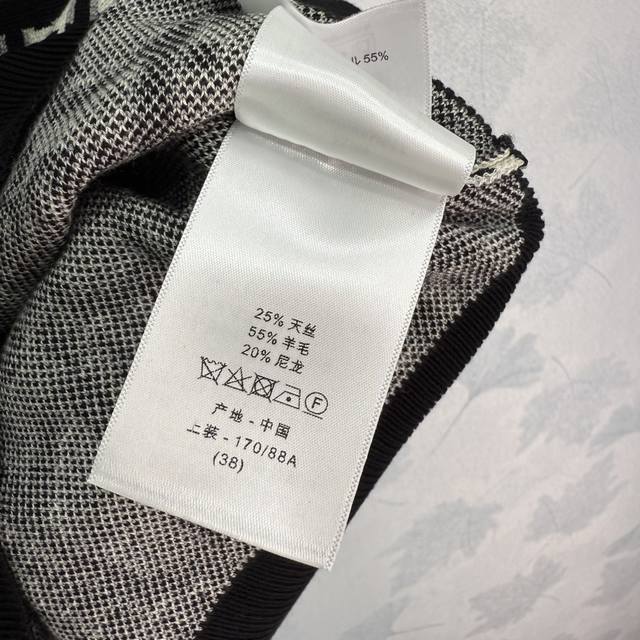 ル 55%
25% 天丝
55% 羊毛
20% 尼龙
F
产地 - 中国
上装 - 170/88A
(38)